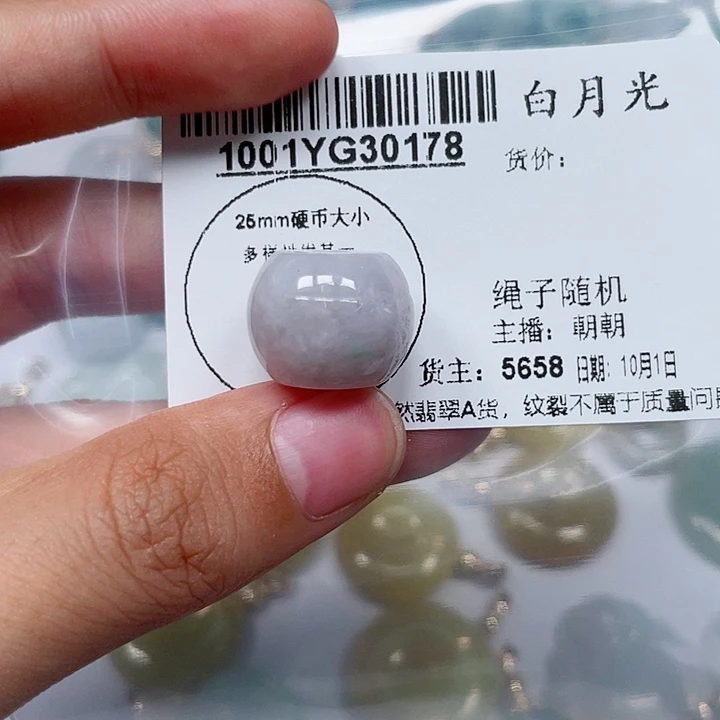 白月光
1001YG30178
货价：
25mm硬币大小
绳子随机
主播：朝朝
货主：5658 日期：10月1日
然翡翠A货，纹裂不属于质量问